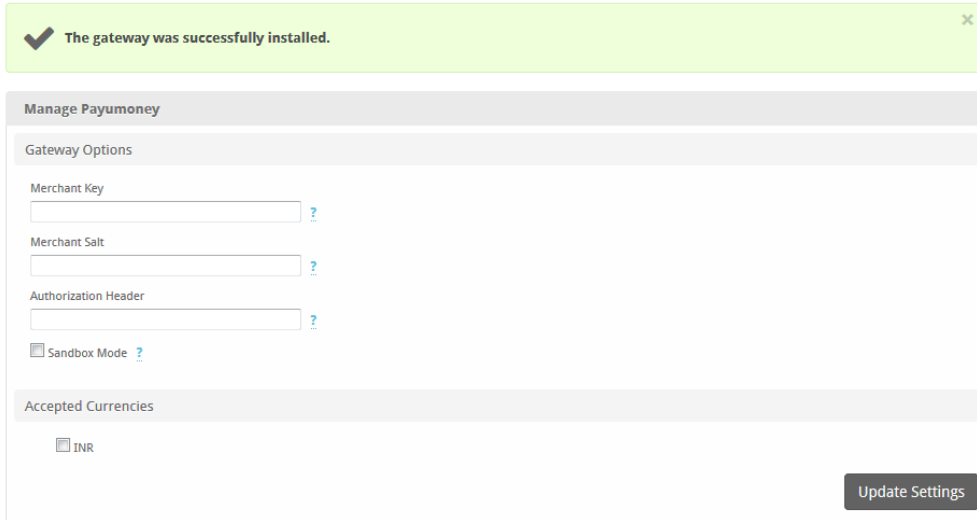 The gateway was successfully installed.
×
Manage Payumoney
Gateway Options
Merchant Key
?
Merchant Salt
?
Authorization Header
?
Sandbox Mode ?
Accepted Currencies
INR
Update Settings